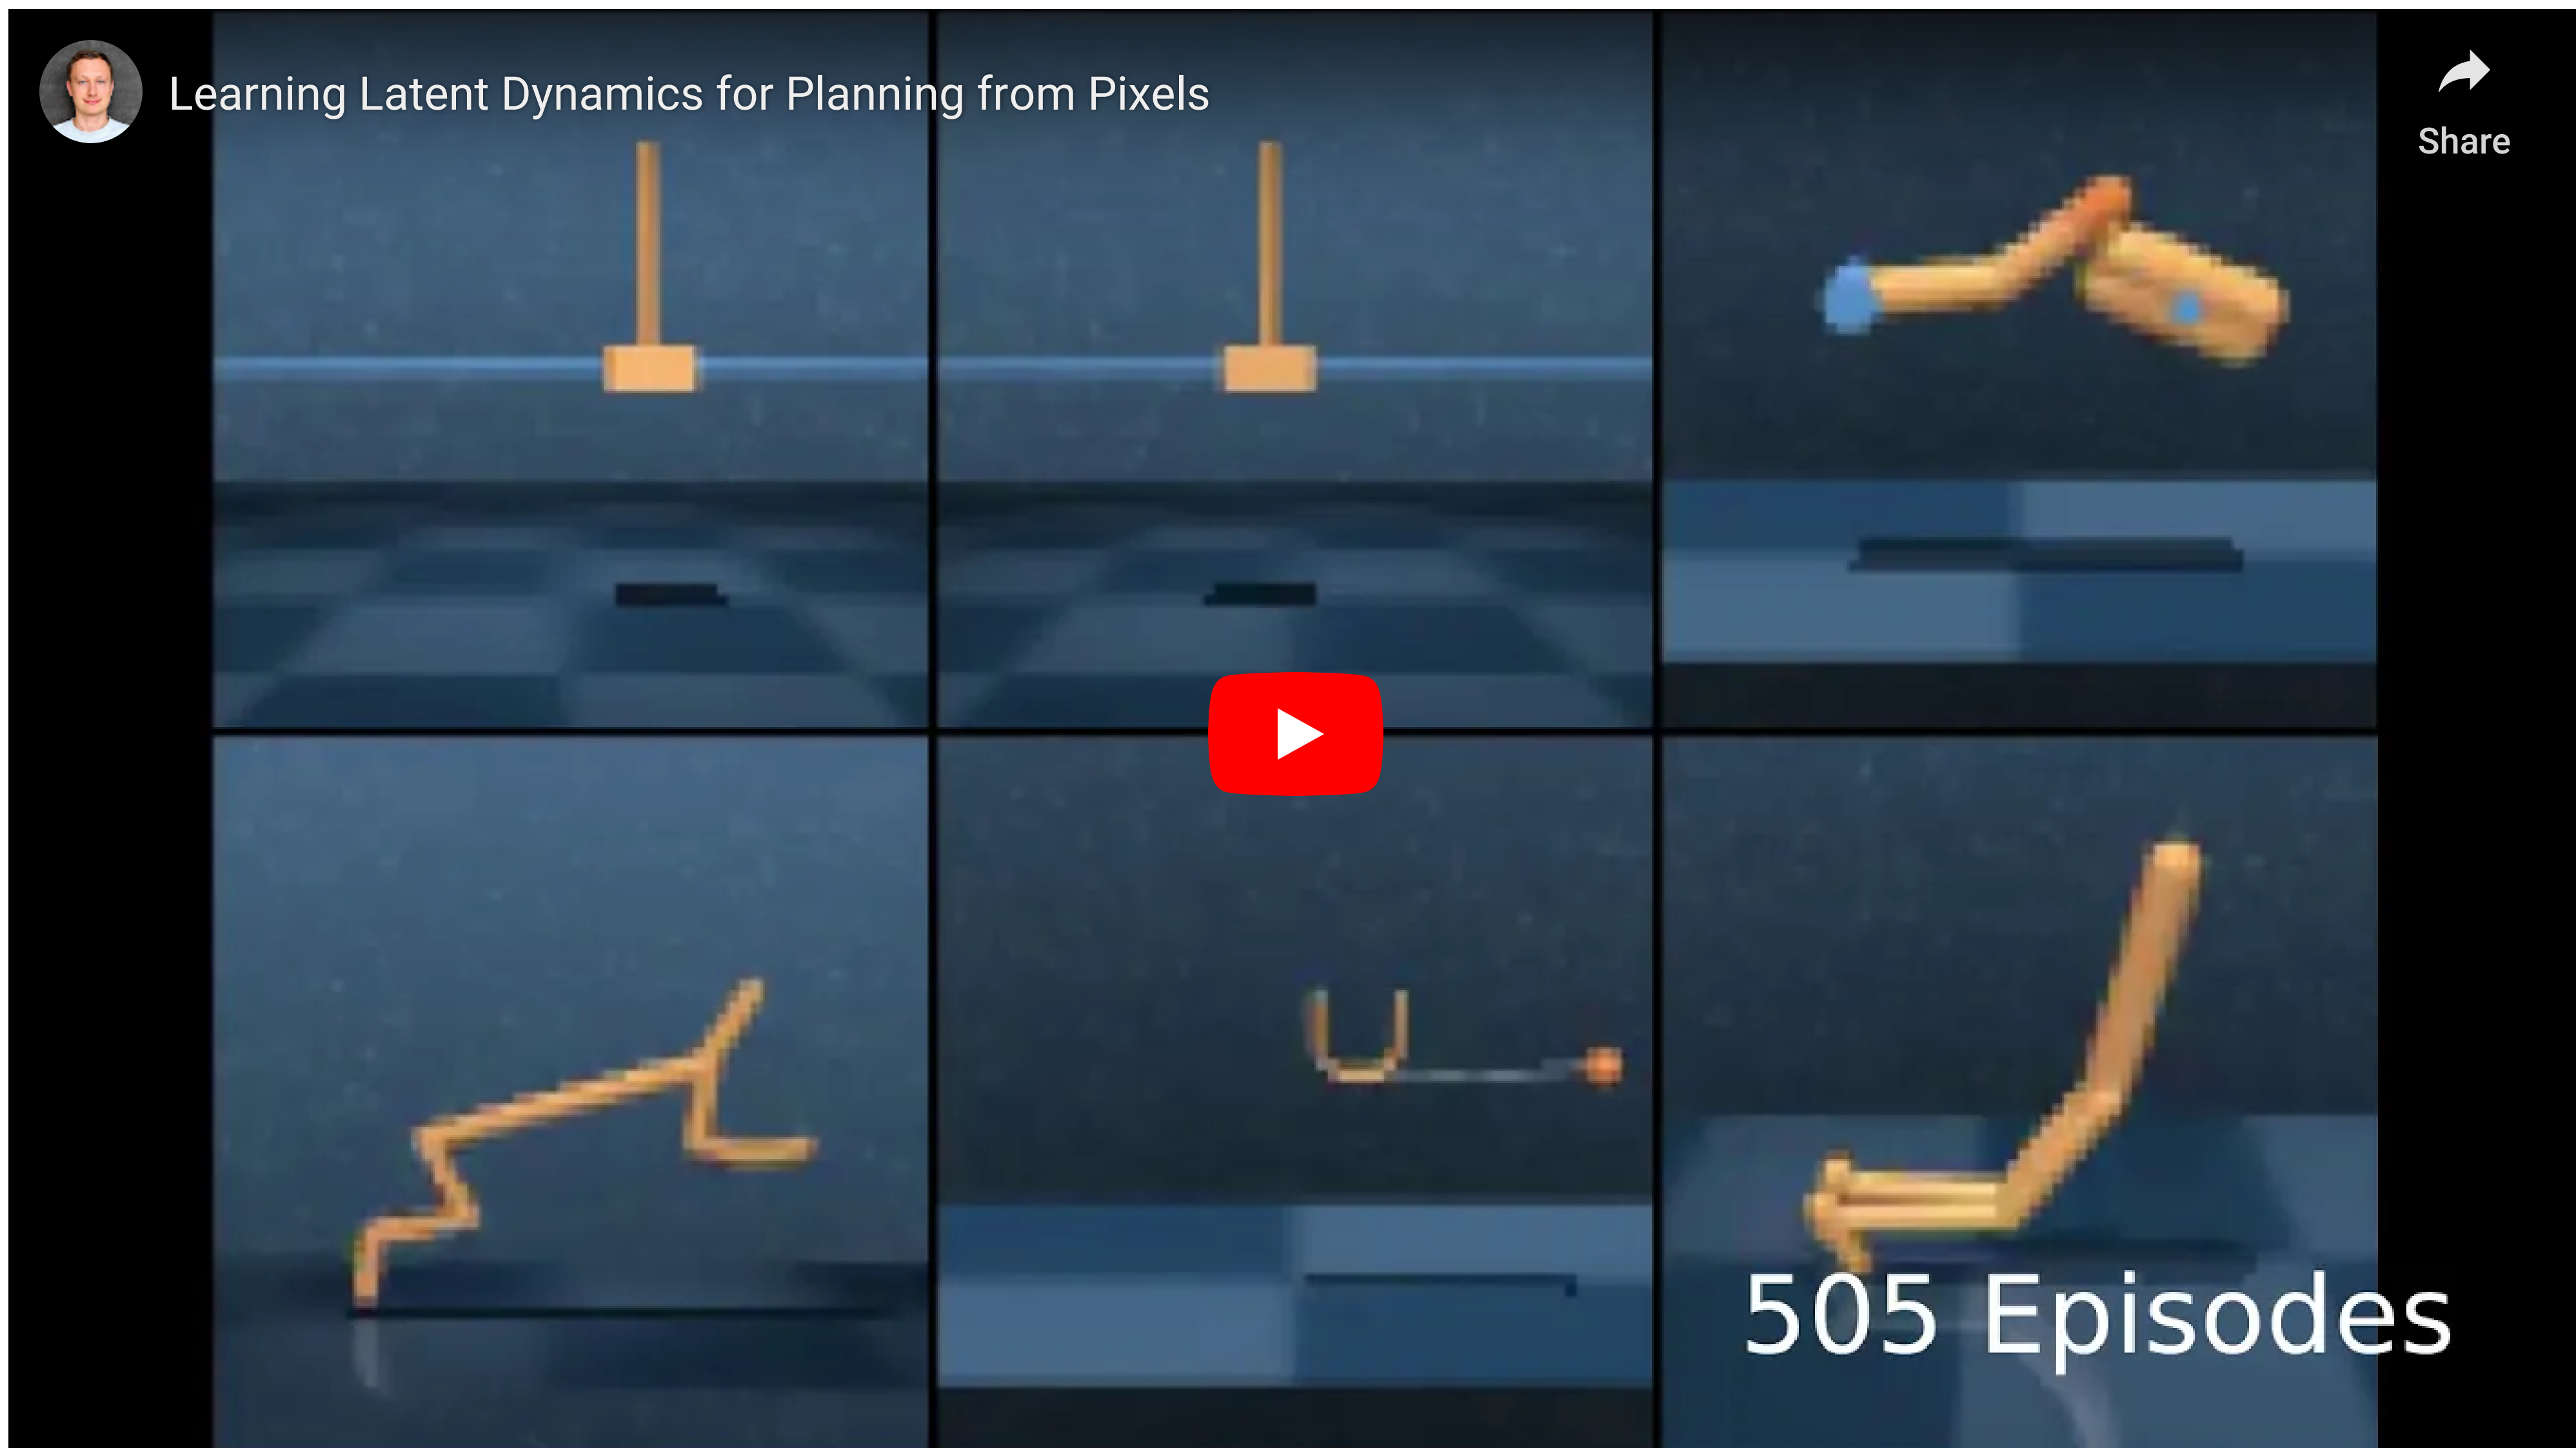 Learning Latent Dynamics for Planning from Pixels
Share
505 Episodes